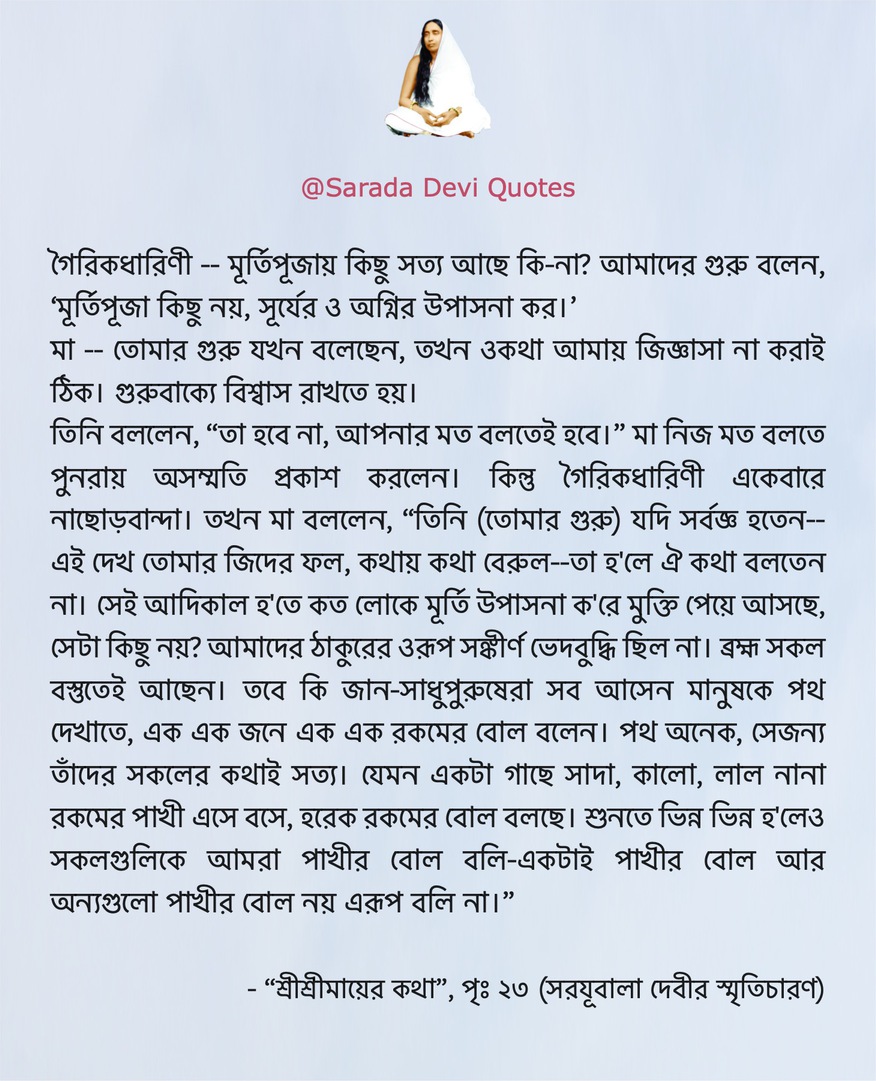 @Sarada Devi Quotes
গৈরিকধারিণী -- মূর্তিপূজায় কিছু সত্য আছে কি-না? আমাদের গুরু বলেন,
‘মূর্তিপূজা কিছু নয়, সূর্যের ও অগ্নির উপাসনা কর।’
মা -- তোমার গুরু যখন বলেছেন, তখন ওকথা আমায় জিজ্ঞাসা না করাই
ঠিক। গুরুবাক্যে বিশ্বাস রাখতে হয়।
তিনি বললেন, “তা হবে না, আপনার মত বলতেই হবে।” মা নিজ মত বলতে
পুনরায় অসম্মতি প্রকাশ করলেন। কিন্তু গৈরিকধারিণী একেবারে
নাছোড়বান্দা। তখন মা বললেন, “তিনি (তোমার গুরু) যদি সর্বজ্ঞ হতেন--
এই দেখ তোমার জিদের ফল, কথায় কথা বেরুল--তা হ'লে ঐ কথা বলতেন
না। সেই আদিকাল হ'তে কত লোকে মূর্তি উপাসনা ক'রে মুক্তি পেয়ে আসছে,
সেটা কিছু নয়? আমাদের ঠাকুরের ওরূপ সঙ্কীর্ণ ভেদবুদ্ধি ছিল না। ব্রহ্ম সকল
বস্তুতেই আছেন। তবে কি জান-সাধুপুরুষেরা সব আসেন মানুষকে পথ
দেখাতে, এক এক জনে এক এক রকমের বোল বলেন। পথ অনেক, সেজন্য
তাঁদের সকলের কথাই সত্য। যেমন একটা গাছে সাদা, কালো, লাল নানা
রকমের পাখী এসে বসে, হরেক রকমের বোল বলছে। শুনতে ভিন্ন ভিন্ন হ'লেও
সকলগুলিকে আমরা পাখীর বোল বলি-একটাই পাখীর বোল আর
অন্যগুলো পাখীর বোল নয় এরূপ বলি না।”
- “শ্রীশ্রীমায়ের কথা”, পৃঃ ২৩ (সরযূবালা দেবীর স্মৃতিচারণ)